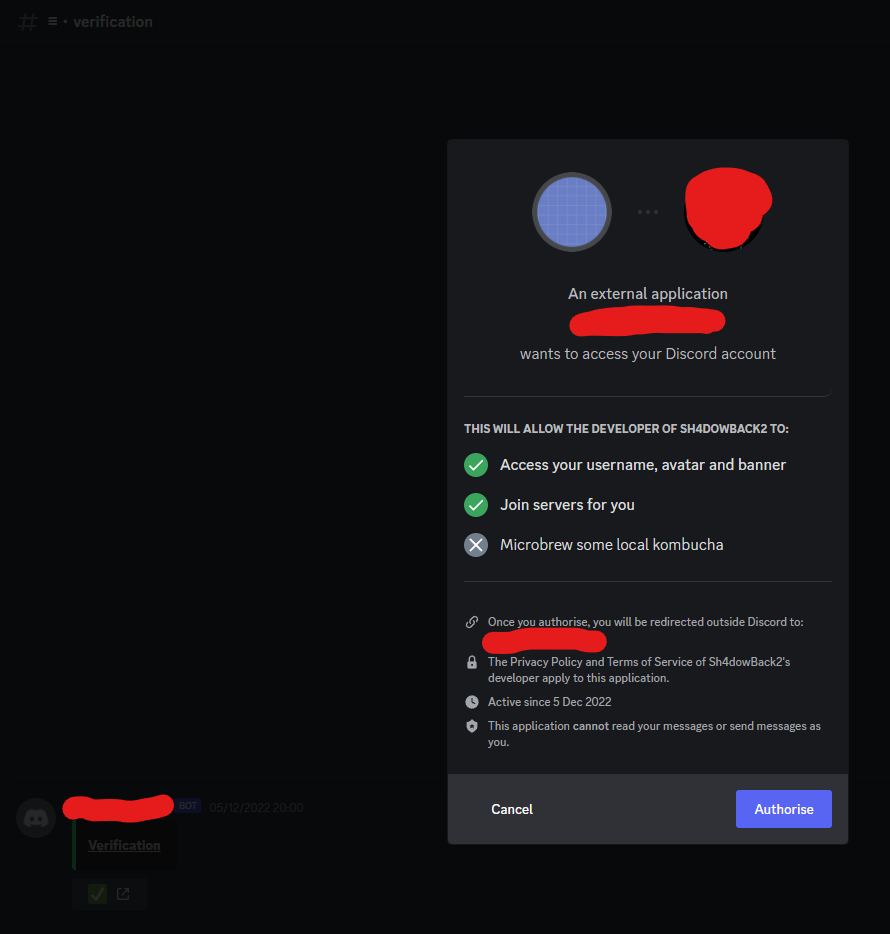 ≡ • verification
An external application
wants to access your Discord account
THIS WILL ALLOW THE DEVELOPER OF SH4DOWBACK2 TO:
Access your username, avatar and banner
Join servers for you
Microbrew some local kombucha
Once you authorise, you will be redirected outside Discord to:
The Privacy Policy and Terms of Service of Sh4dowBack2's
developer apply to this application.
Active since 5 Dec 2022
This application cannot read your messages or send messages as
you.
Cancel
Authorise
BOT 05/12/2022 20:00
Verification